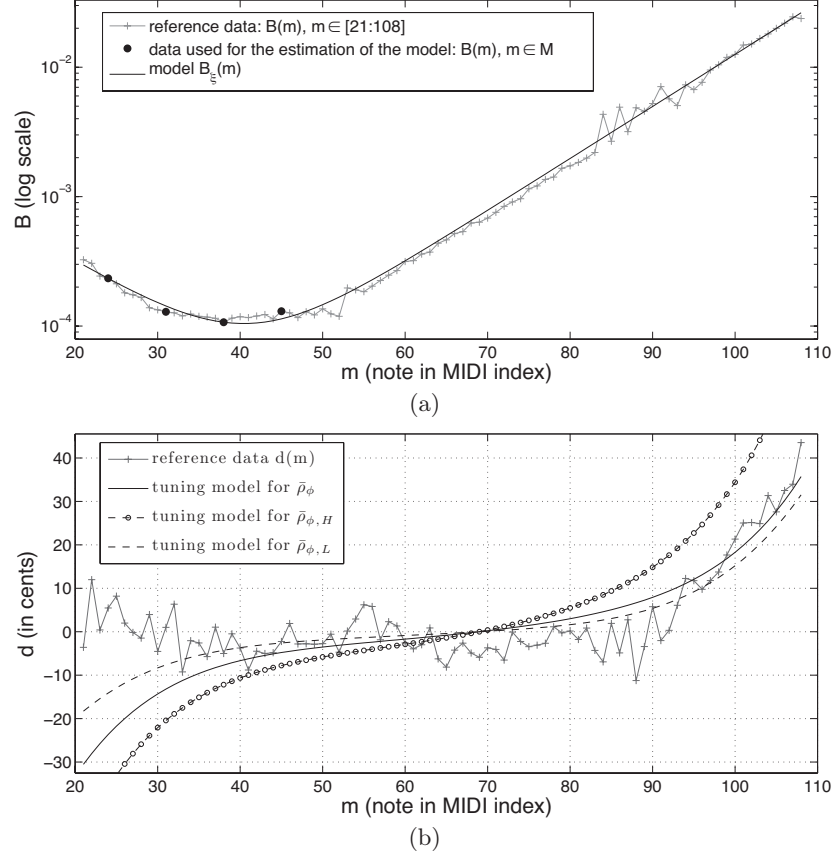 reference data: B(m), m∈[21:108]
data used for the estimation of the model: B(m), m∈M
model B_ξ(m)
B (log scale)
10⁻²
10⁻³
10⁻⁴
20 30 40 50 60 70 80 90 100 110
m (note in MIDI index)
(a)
reference data d(m)
tuning model for ρ̄_ϕ
tuning model for ρ̄_ϕ,H
tuning model for ρ̄_ϕ,L
d (in cents)
40
30
20
10
0
−10
−20
−30
20 30 40 50 60 70 80 90 100 110
m (note in MIDI index)
(b)